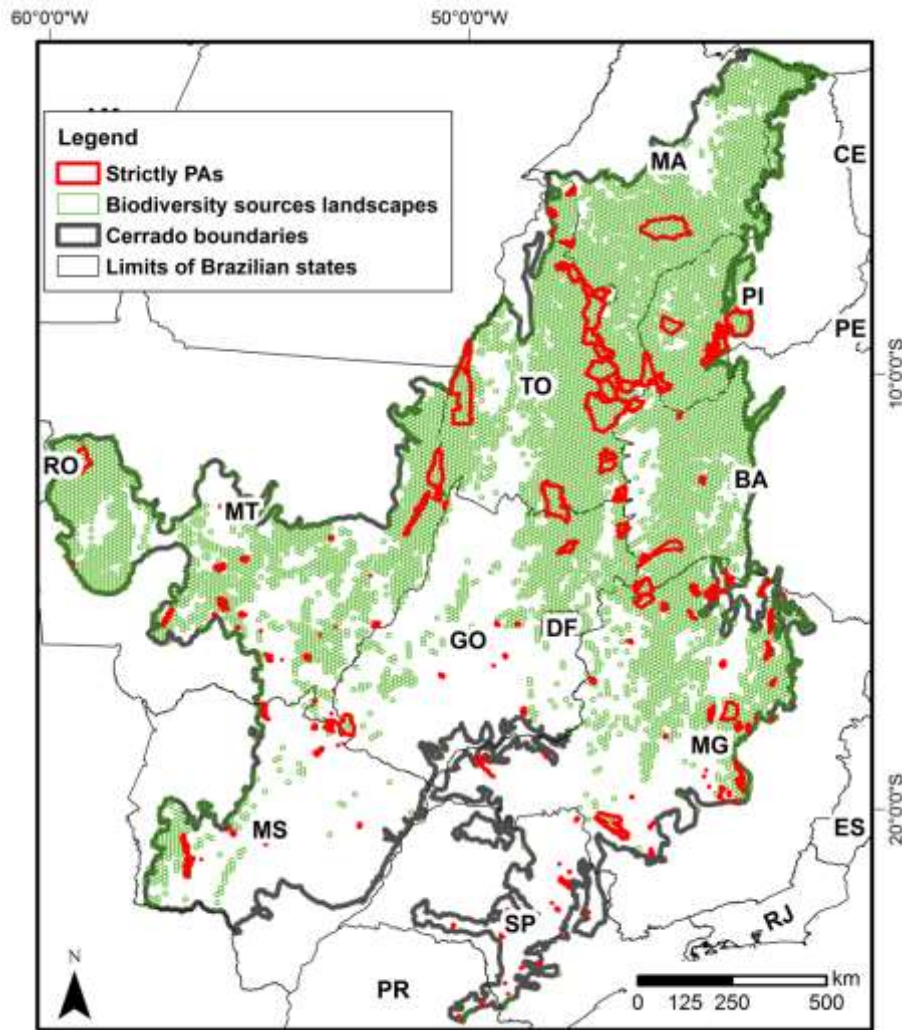 60°0'0"W 50°0'0"W
Legend
Strictly PAs
Biodiversity sources landscapes
Cerrado boundaries
Limits of Brazilian states
MA
CE
PI
PE
TO
10°0'0"S
RO
MT
BA
GO
DF
MG
MS
20°0'0"S
ES
SP
RJ
N
PR
km
0 125 250 500